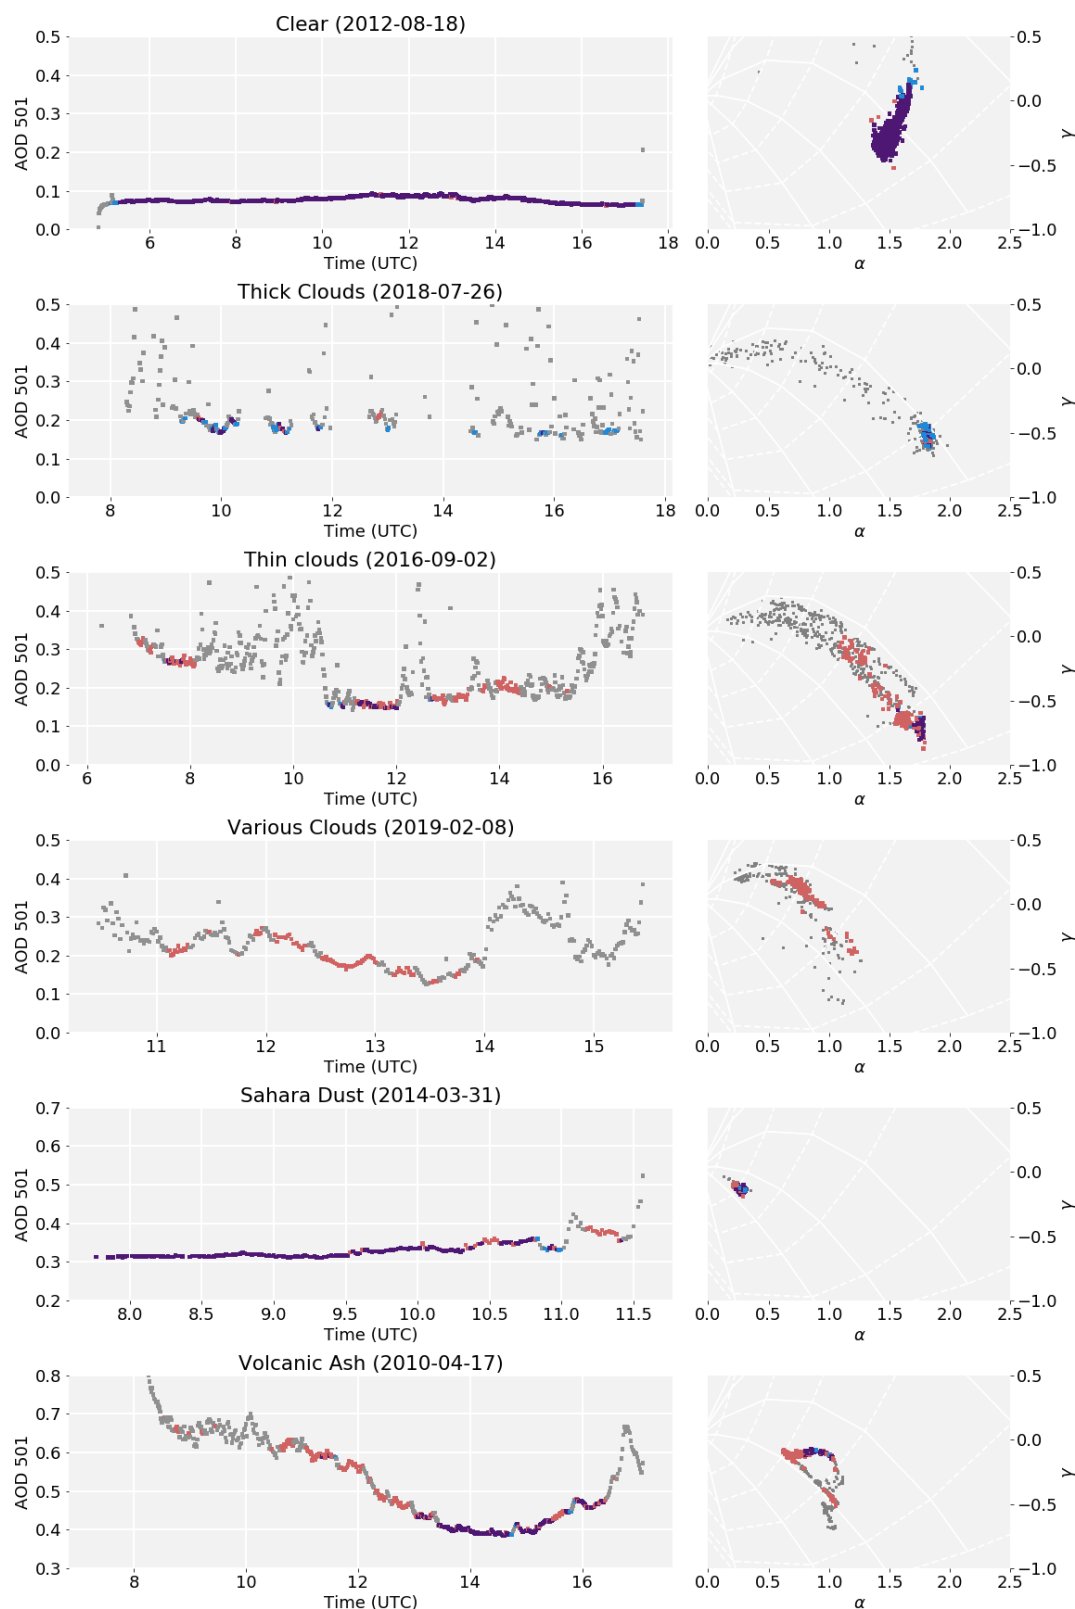 Clear (2012-08-18)
0.5
0.4
0.3
0.2
0.1
0.0
AOD 501
6 8 10 12 14 16 18
Time (UTC)
0.5
0.0
−0.5
−1.0
γ
0.0 0.5 1.0 1.5 2.0 2.5
α
Thick Clouds (2018-07-26)
0.5
0.4
0.3
0.2
0.1
0.0
AOD 501
8 10 12 14 16 18
Time (UTC)
0.5
0.0
−0.5
−1.0
γ
0.0 0.5 1.0 1.5 2.0 2.5
α
Thin clouds (2016-09-02)
0.5
0.4
0.3
0.2
0.1
0.0
AOD 501
6 8 10 12 14 16
Time (UTC)
0.5
0.0
−0.5
−1.0
γ
0.0 0.5 1.0 1.5 2.0 2.5
α
Various Clouds (2019-02-08)
0.5
0.4
0.3
0.2
0.1
0.0
AOD 501
11 12 13 14 15
Time (UTC)
0.5
0.0
−0.5
−1.0
γ
0.0 0.5 1.0 1.5 2.0 2.5
α
Sahara Dust (2014-03-31)
0.7
0.6
0.5
0.4
0.3
0.2
AOD 501
8.0 8.5 9.0 9.5 10.0 10.5 11.0 11.5
Time (UTC)
0.5
0.0
−0.5
−1.0
γ
0.0 0.5 1.0 1.5 2.0 2.5
α
Volcanic Ash (2010-04-17)
0.8
0.7
0.6
0.5
0.4
0.3
AOD 501
8 10 12 14 16
Time (UTC)
0.5
0.0
−0.5
−1.0
γ
0.0 0.5 1.0 1.5 2.0 2.5
α